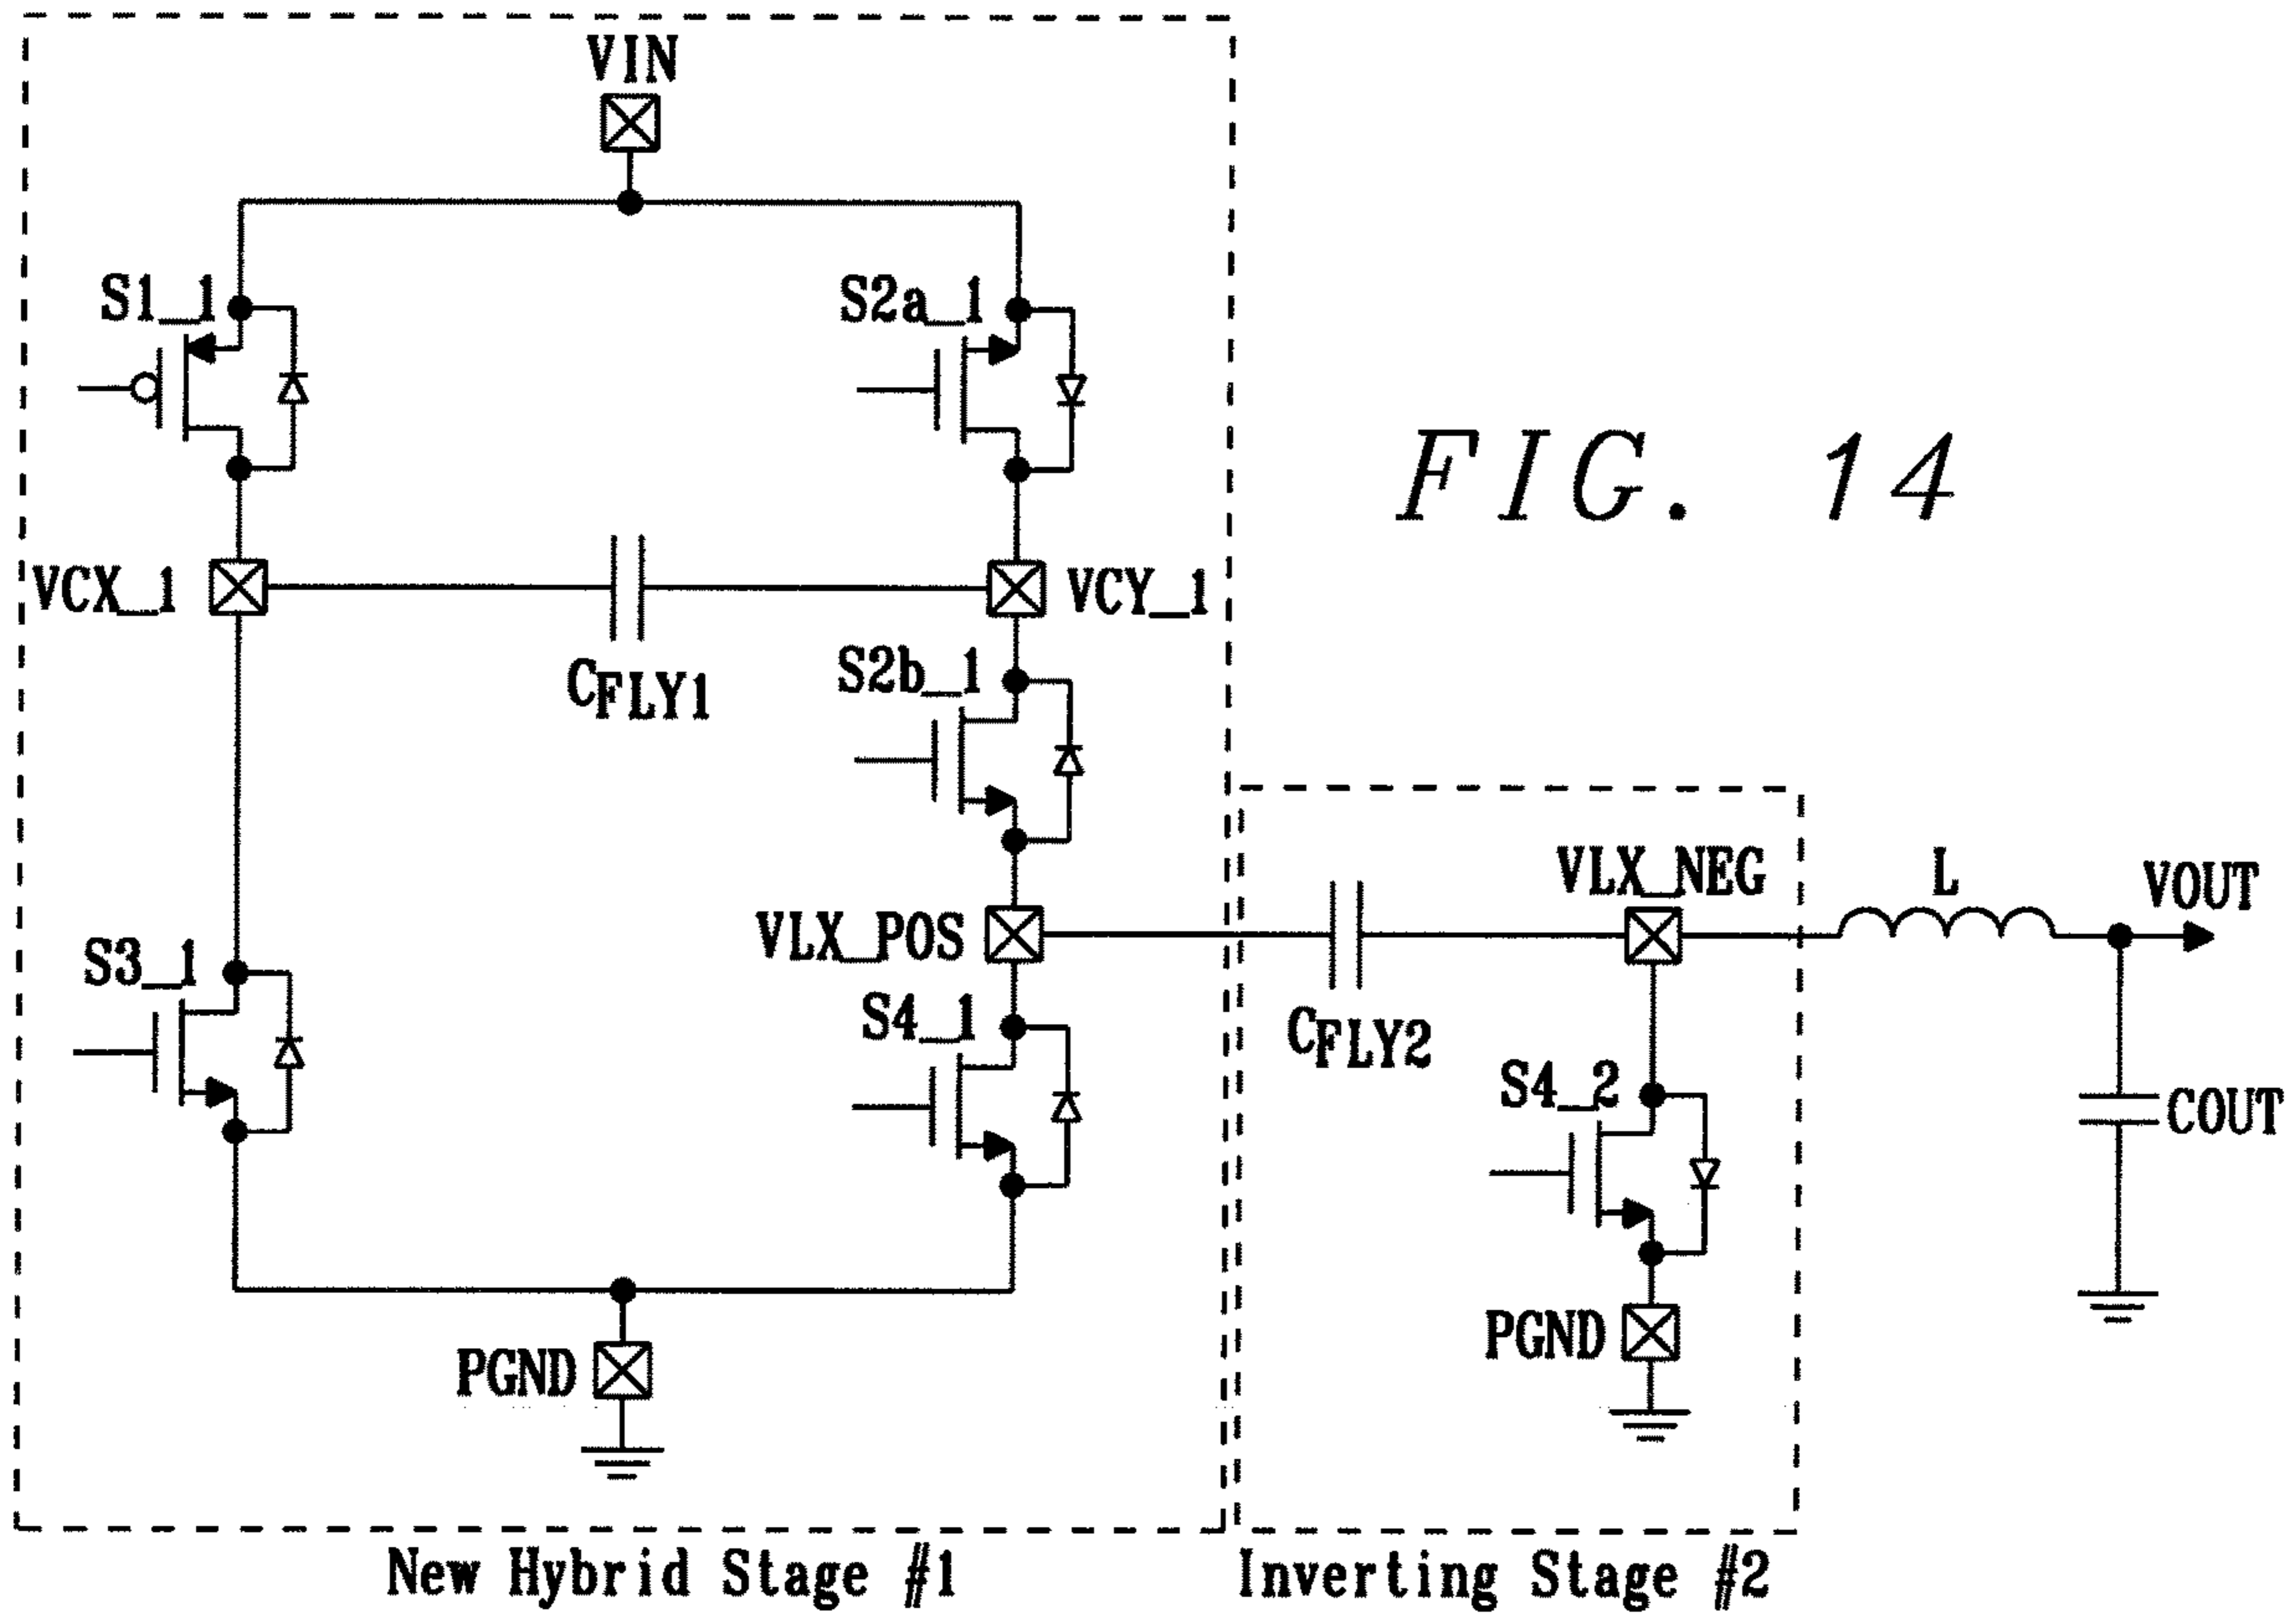 VIN
S1_1
S2a_1
FIG. 14
VCX_1
VCY_1
CFLY1
S2b_1
VLX_NEG
L
VOUT
VLX_POS
S3_1
S4_1
CFLY2
S4_2
COUT
PGND
PGND
New Hybrid Stage #1
Inverting Stage #2